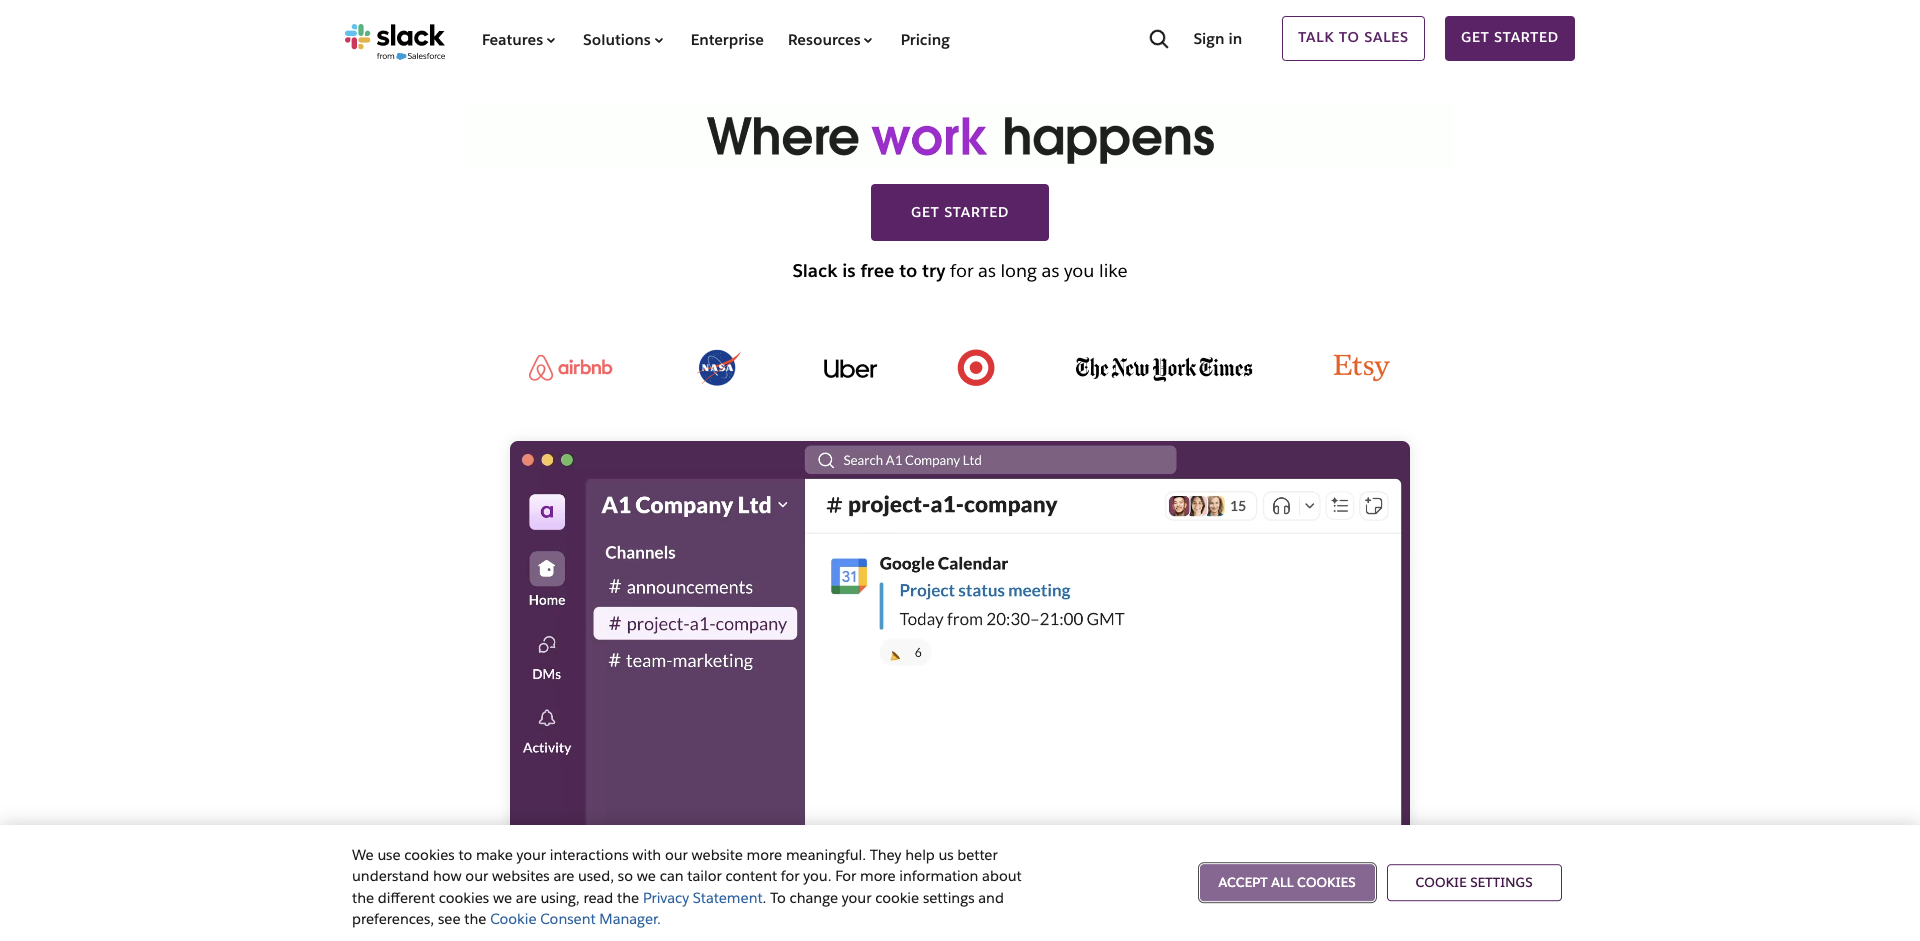 slack
from Salesforce
Features
Solutions
Enterprise
Resources
Pricing
Sign in
TALK TO SALES
GET STARTED
Where work happens
GET STARTED
Slack is free to try for as long as you like
airbnb
NASA
Uber
The New York Times
Etsy
Search A1 Company Ltd
a
Home
DMs
Activity
A1 Company Ltd
Channels
# announcements
# project-a1-company
# team-marketing
# project-a1-company
15
31
Google Calendar
Project status meeting
Today from 20:30–21:00 GMT
6
We use cookies to make your interactions with our website more meaningful. They help us better
understand how our websites are used, so we can tailor content for you. For more information about
the different cookies we are using, read the Privacy Statement. To change your cookie settings and
preferences, see the Cookie Consent Manager.
ACCEPT ALL COOKIES
COOKIE SETTINGS